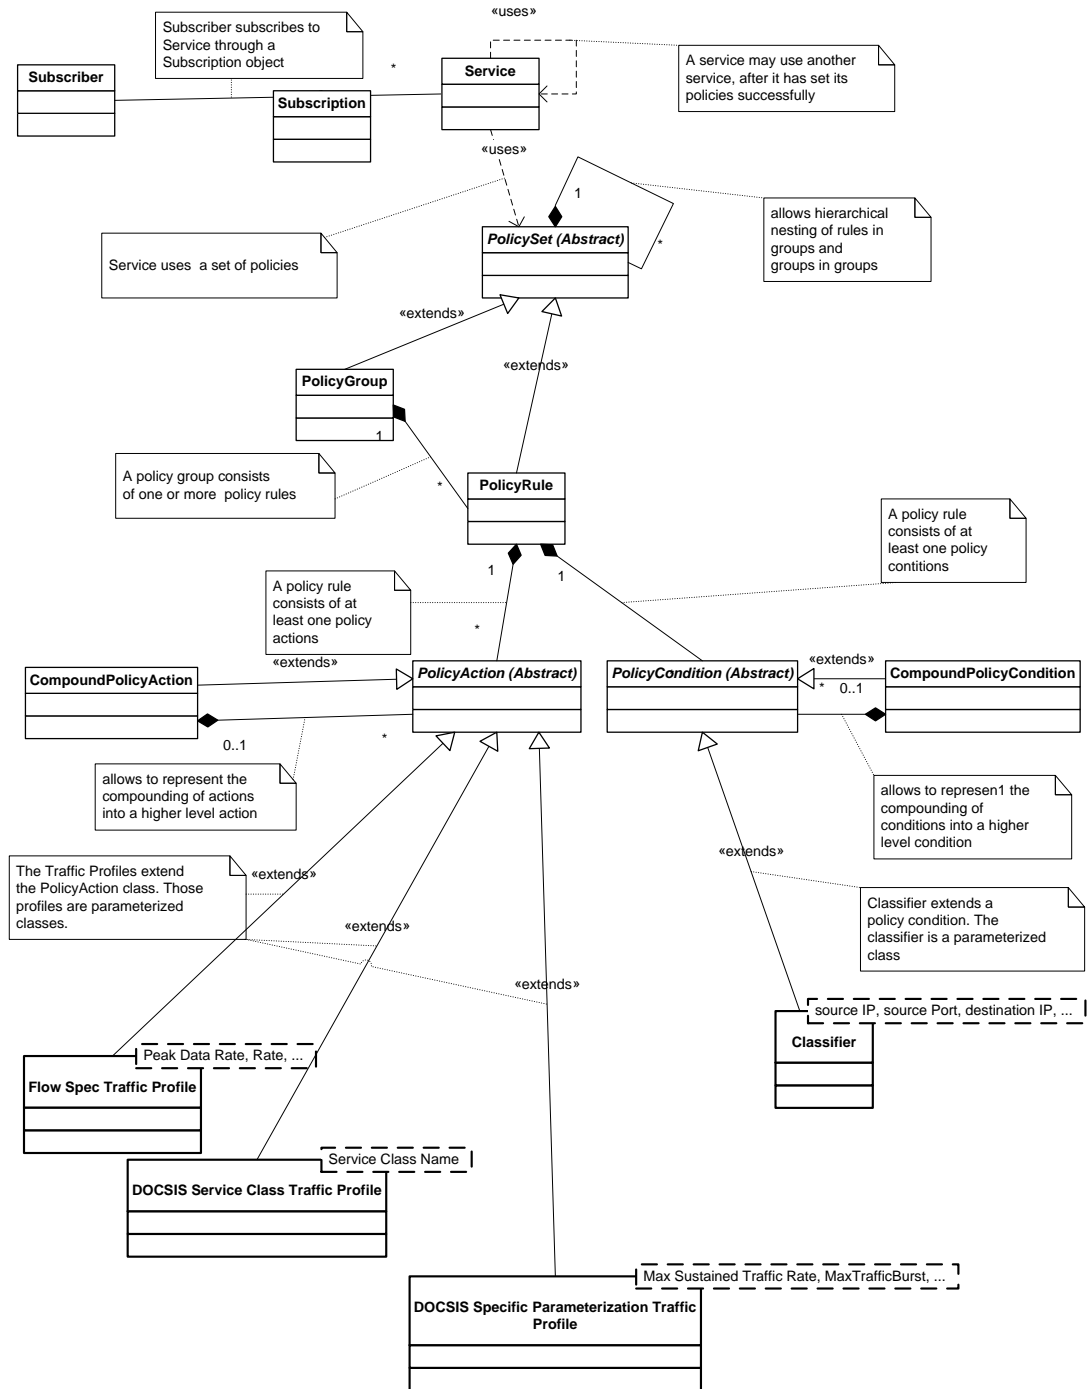 «uses»
Subscriber subscribes to
Service through a
Subscription object
*
Subscriber
Service
A service may use another
service, after it has set its
policies successfully
Subscription
«uses»
1
*
allows hierarchical
nesting of rules in
groups and
groups in groups
PolicySet (Abstract)
Service uses a set of policies
«extends»
«extends»
PolicyGroup
1
A policy group consists
of one or more policy rules
*
PolicyRule
A policy rule
consists of at
least one policy
contitions
1
1
A policy rule
consists of at
least one policy
actions
*
«extends»
CompoundPolicyAction
PolicyAction (Abstract)
PolicyCondition (Abstract)
«extends»
* 0..1
CompoundPolicyCondition
0..1
*
allows to represent the
compounding of actions
into a higher level action
allows to represen1 the
compounding of
conditions into a higher
level condition
The Traffic Profiles extend
the PolicyAction class. Those
profiles are parameterized
classes.
«extends»
«extends»
«extends»
«extends»
Classifier extends a
policy condition. The
classifier is a parameterized
class
source IP, source Port, destination IP, ...
Classifier
Peak Data Rate, Rate, ...
Flow Spec Traffic Profile
Service Class Name
DOCSIS Service Class Traffic Profile
Max Sustained Traffic Rate, MaxTrafficBurst, ...
DOCSIS Specific Parameterization Traffic
Profile